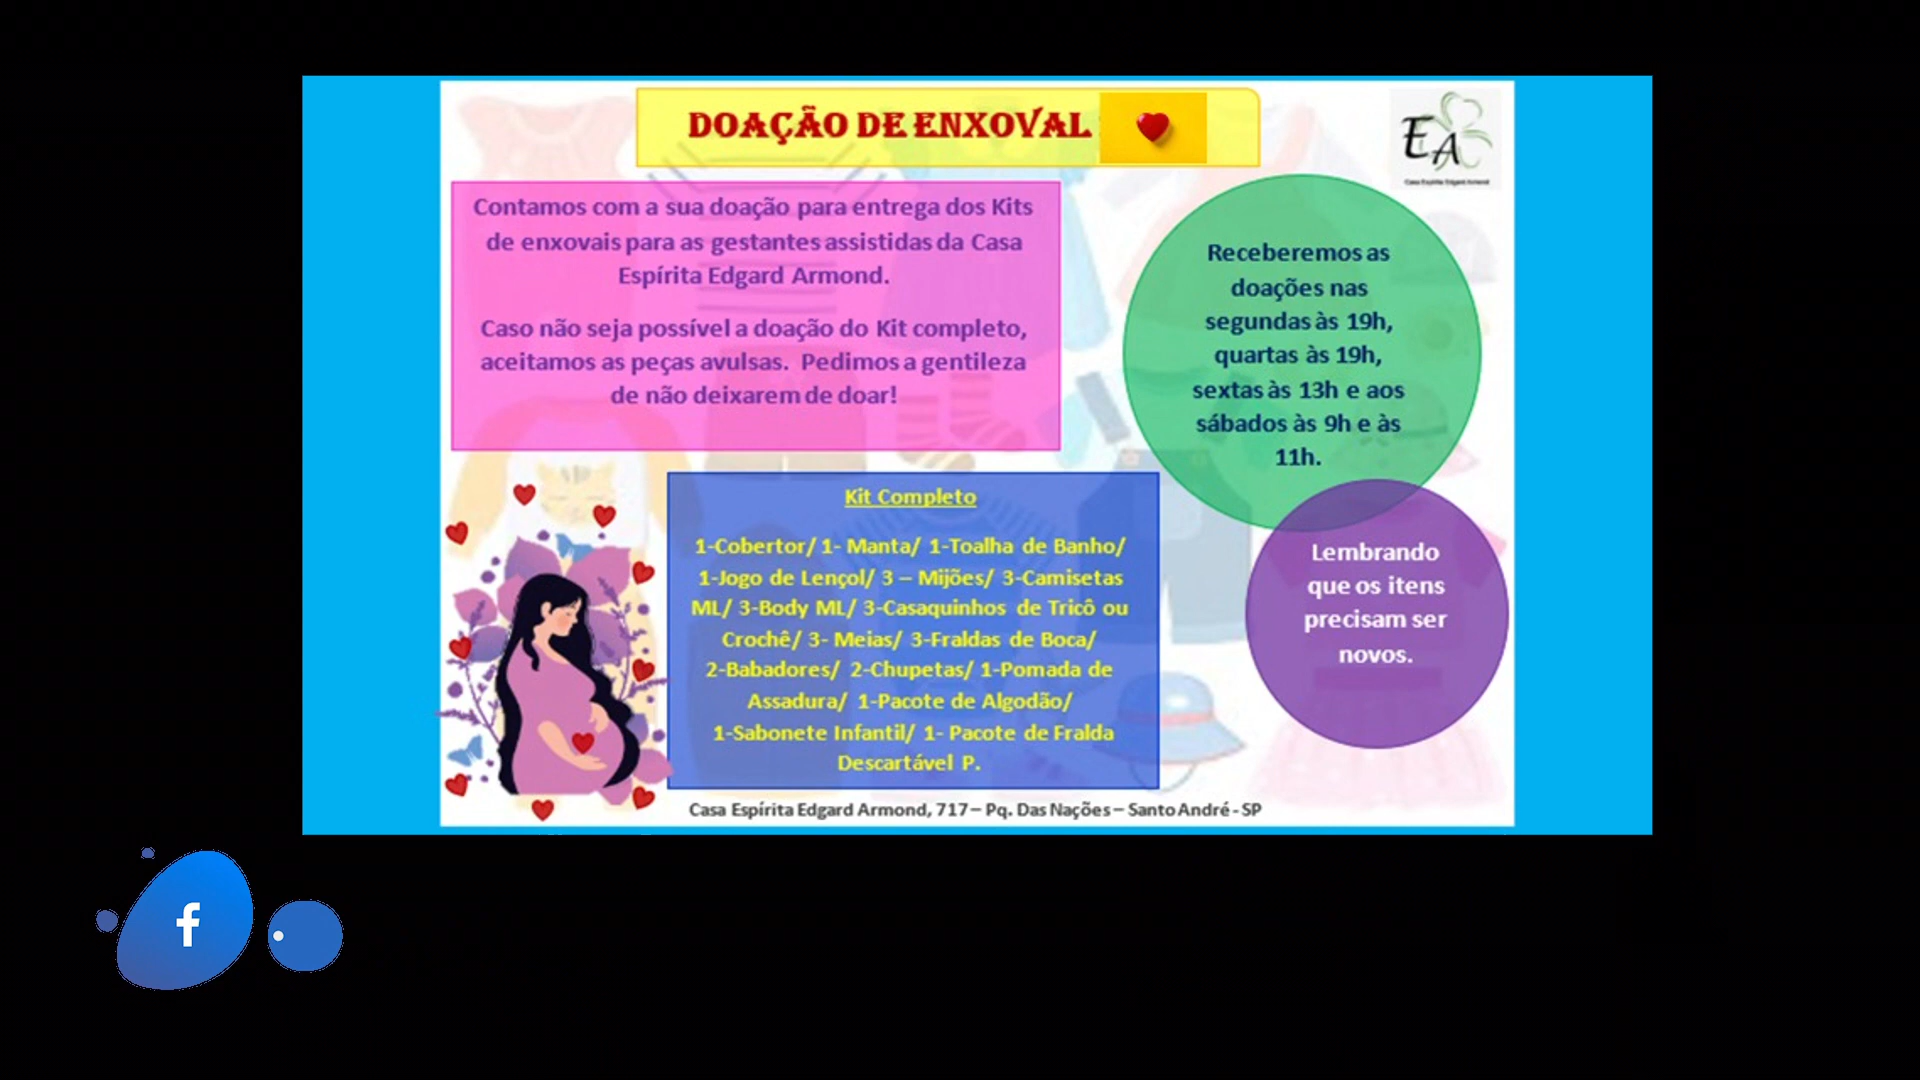 DOAÇÃO DE ENXOVAL
EA
Casa Espírita Edgard Armond
Contamos com a sua doação para entrega dos Kits
de enxovais para as gestantes assistidas da Casa
Espírita Edgard Armond.
Caso não seja possível a doação do Kit completo,
aceitamos as peças avulsas. Pedimos a gentileza
de não deixarem de doar!
Receberemos as
doações nas
segundas às 19h,
quartas às 19h,
sextas às 13h e aos
sábados às 9h e às
11h.
Kit Completo
1-Cobertor/ 1- Manta/ 1-Toalha de Banho/
1-Jogo de Lençol/ 3 – Mijões/ 3-Camisetas
ML/ 3-Body ML/ 3-Casaquinhos de Tricô ou
Crochê/ 3- Meias/ 3-Fraldas de Boca/
2-Babadores/ 2-Chupetas/ 1-Pomada de
Assadura/ 1-Pacote de Algodão/
1-Sabonete Infantil/ 1- Pacote de Fralda
Descartável P.
Lembrando
que os itens
precisam ser
novos.
Casa Espírita Edgard Armond, 717 – Pq. Das Nações – Santo André - SP
f